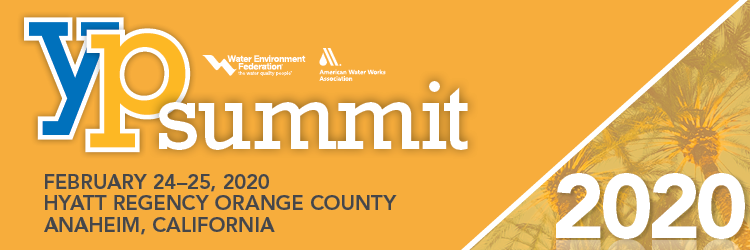 yp summit
Water Environment
Federation®
the water quality people®
American Water Works
Association
FEBRUARY 24–25, 2020
HYATT REGENCY ORANGE COUNTY
ANAHEIM, CALIFORNIA
2020